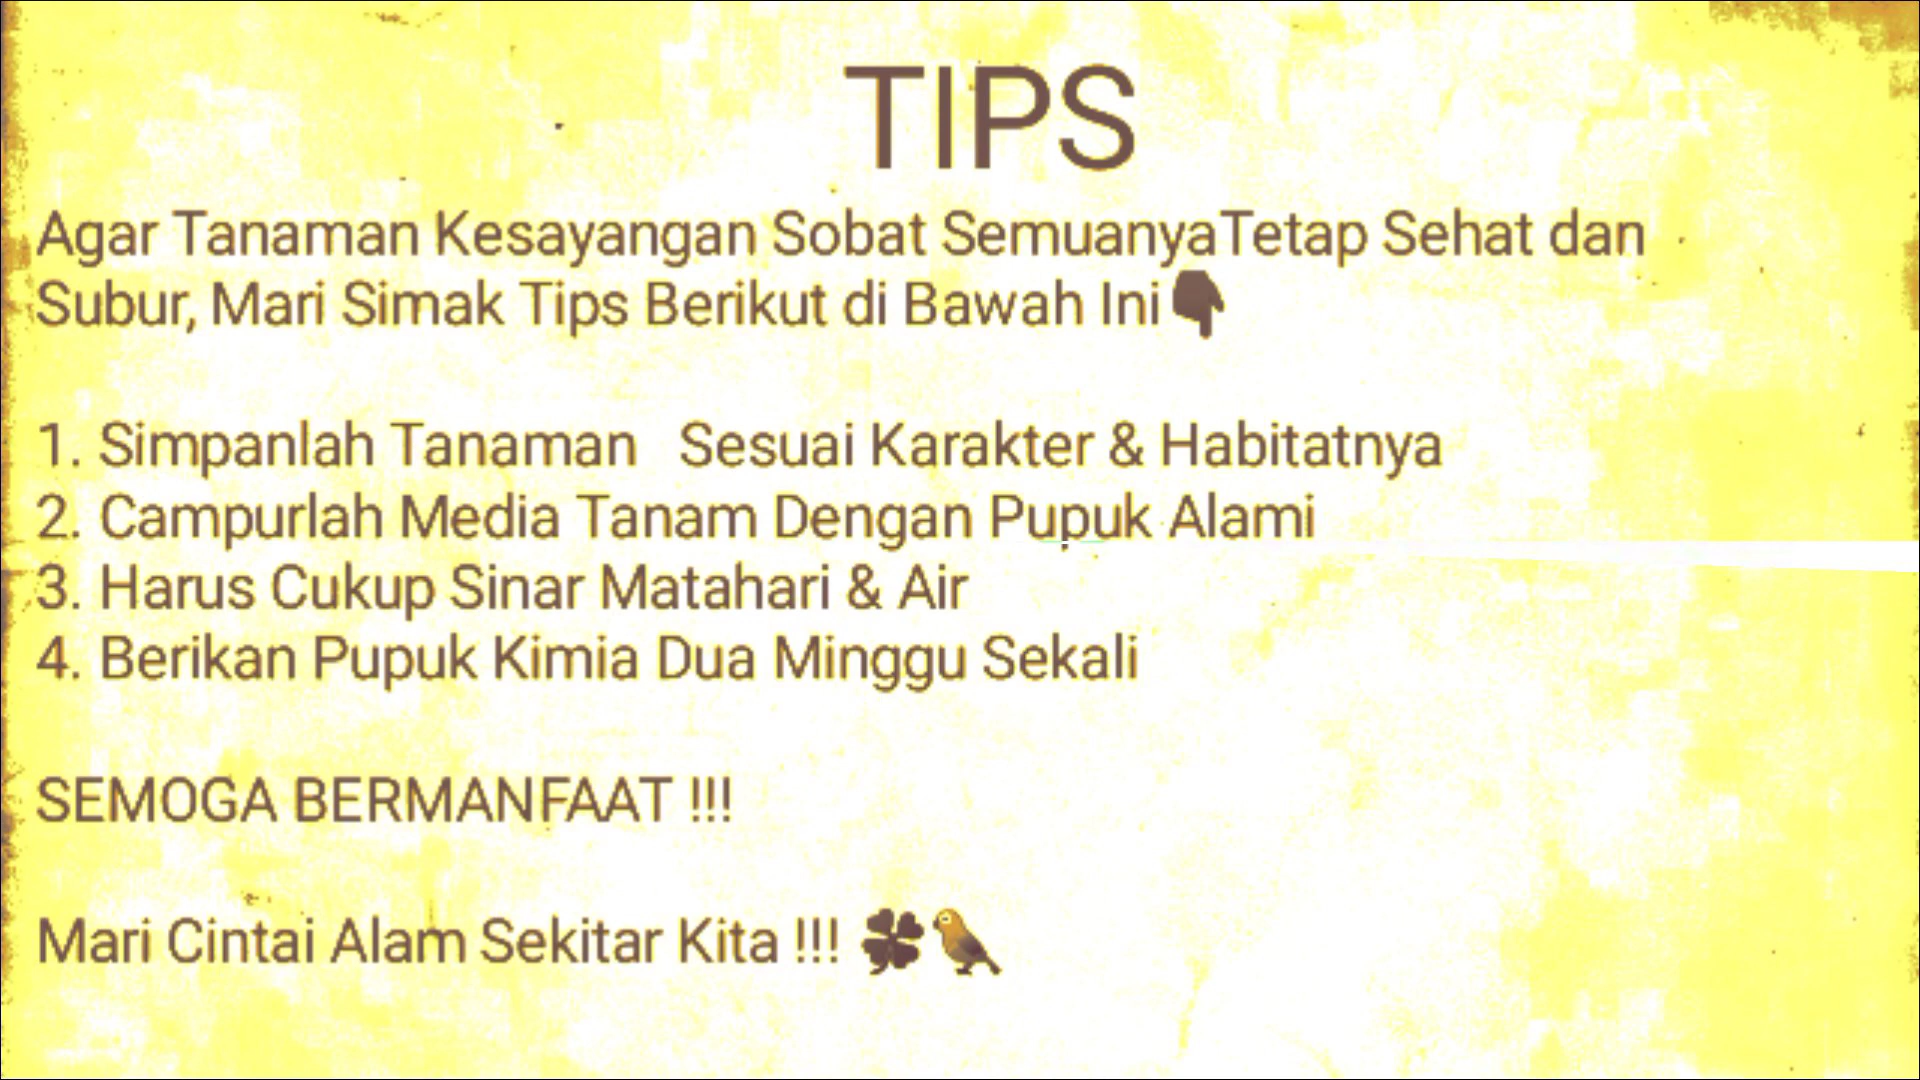 TIPS
Agar Tanaman Kesayangan Sobat SemuanyaTetap Sehat dan
Subur, Mari Simak Tips Berikut di Bawah Ini👇
1. Simpanlah Tanaman   Sesuai Karakter & Habitatnya
2. Campurlah Media Tanam Dengan Pupuk Alami
3. Harus Cukup Sinar Matahari & Air
4. Berikan Pupuk Kimia Dua Minggu Sekali
SEMOGA BERMANFAAT !!!
Mari Cintai Alam Sekitar Kita !!! 🍀🐦